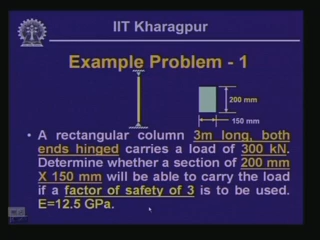 IIT Kharagpur
Example Problem - 1
200 mm
150 mm
• A rectangular column 3m long, both
ends hinged carries a load of 300 kN.
Determine whether a section of 200 mm
X 150 mm will be able to carry the load
if a factor of safety of 3 is to be used.
E=12.5 GPa.